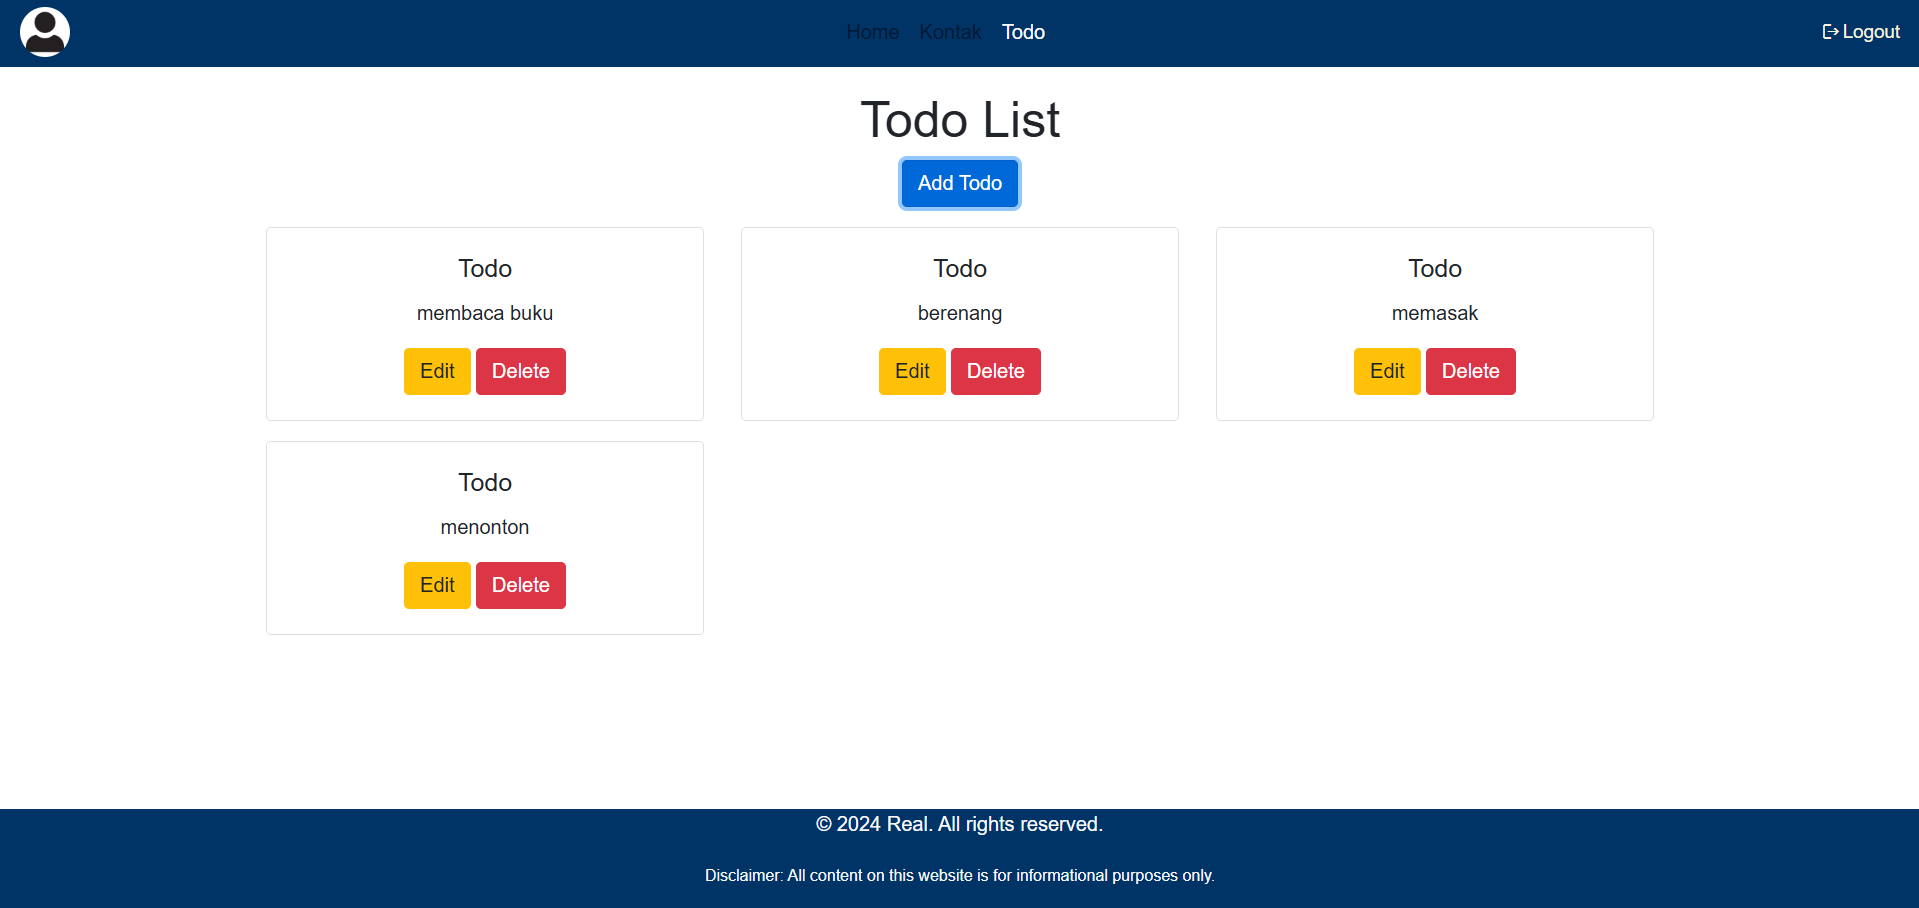 Home Kontak Todo
Logout
Todo List
Add Todo
Todo
membaca buku
Edit Delete
Todo
berenang
Edit Delete
Todo
memasak
Edit Delete
Todo
menonton
Edit Delete
© 2024 Real. All rights reserved.
Disclaimer: All content on this website is for informational purposes only.